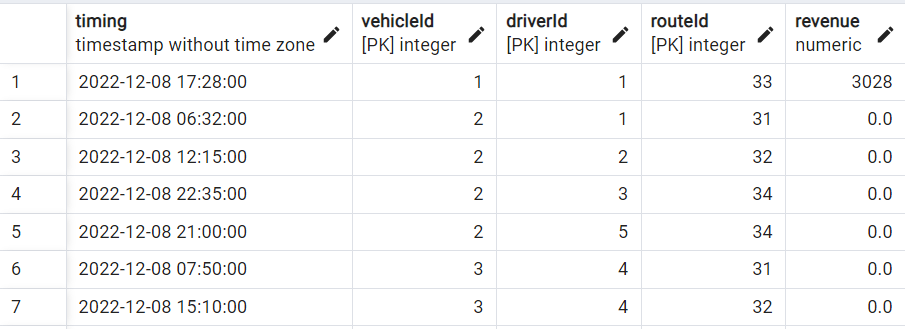 timing vehicleId driverId routeId revenue
timestamp without time zone [PK] integer [PK] integer [PK] integer numeric
1 2022-12-08 17:28:00 1 1 33 3028
2 2022-12-08 06:32:00 2 1 31 0.0
3 2022-12-08 12:15:00 2 2 32 0.0
4 2022-12-08 22:35:00 2 3 34 0.0
5 2022-12-08 21:00:00 2 5 34 0.0
6 2022-12-08 07:50:00 3 4 31 0.0
7 2022-12-08 15:10:00 3 4 32 0.0